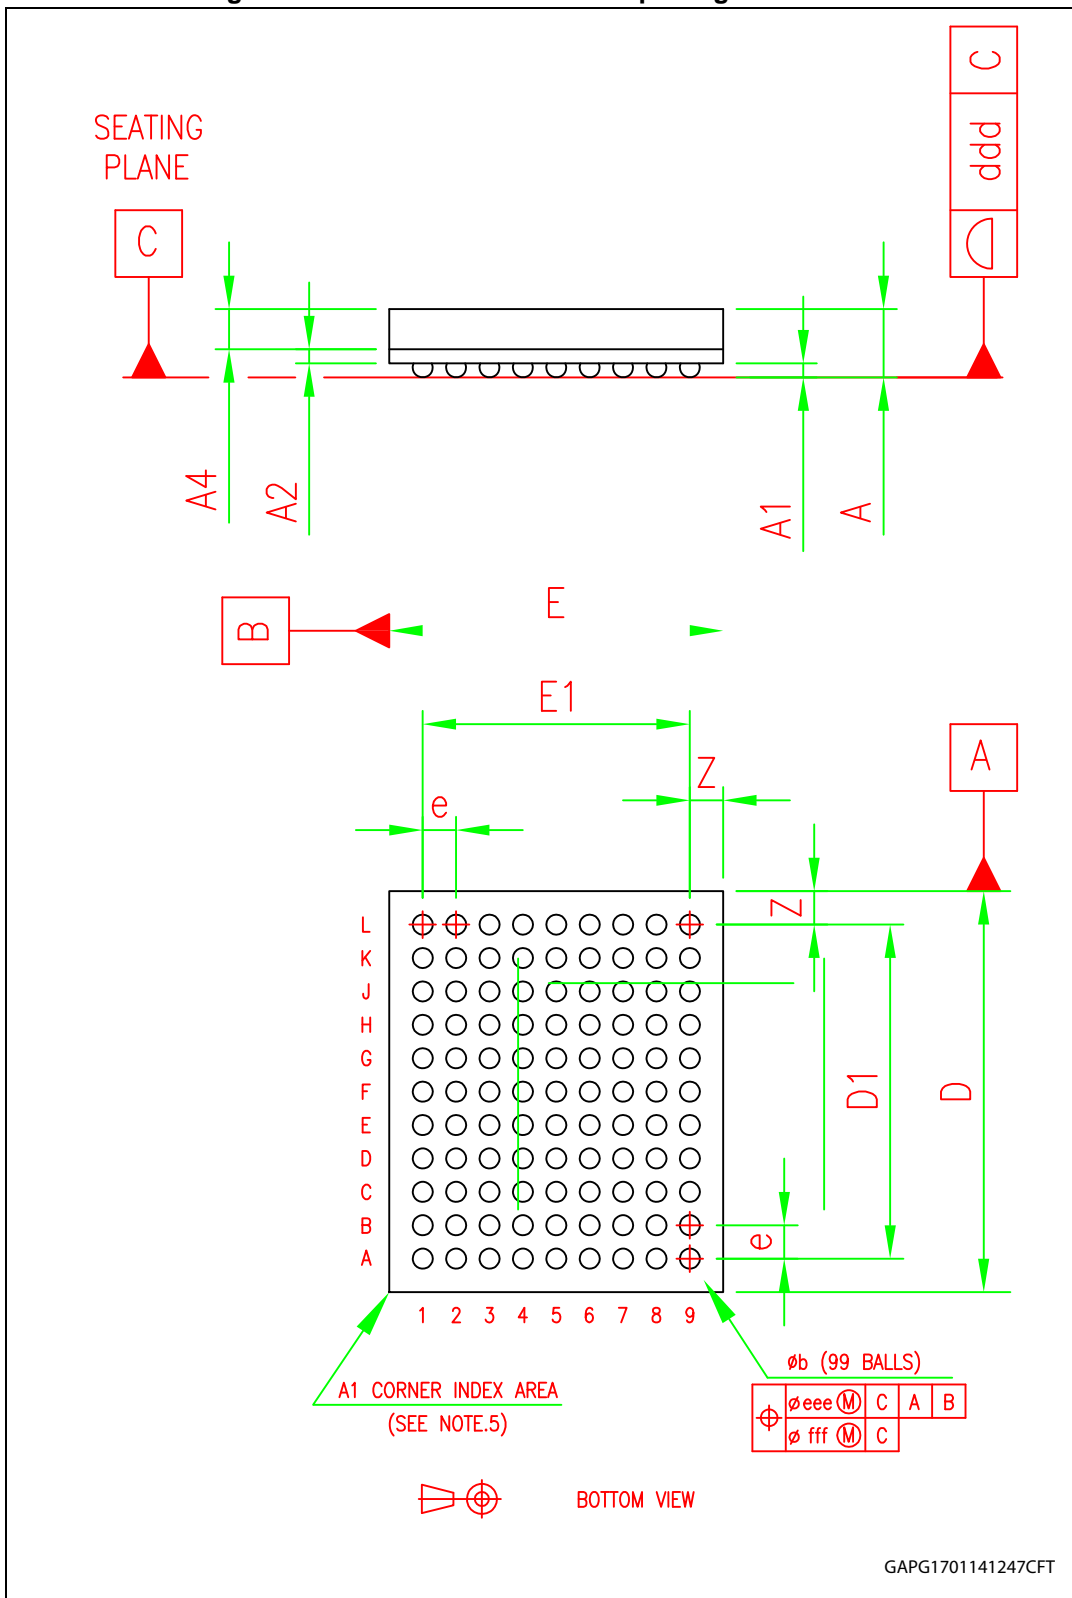 SEATING
PLANE
C
C
ddd
A4
A2
A1
A
B
E
E1
Z
e
A
Z
L
K
J
H
G
F
E
D
C
B
A
D1
D
e
1 2 3 4 5 6 7 8 9
A1 CORNER INDEX AREA
(SEE NOTE.5)
øb (99 BALLS)
ø eee Ⓜ C A B
ø fff Ⓜ C
BOTTOM VIEW
GAPG1701141247CFT